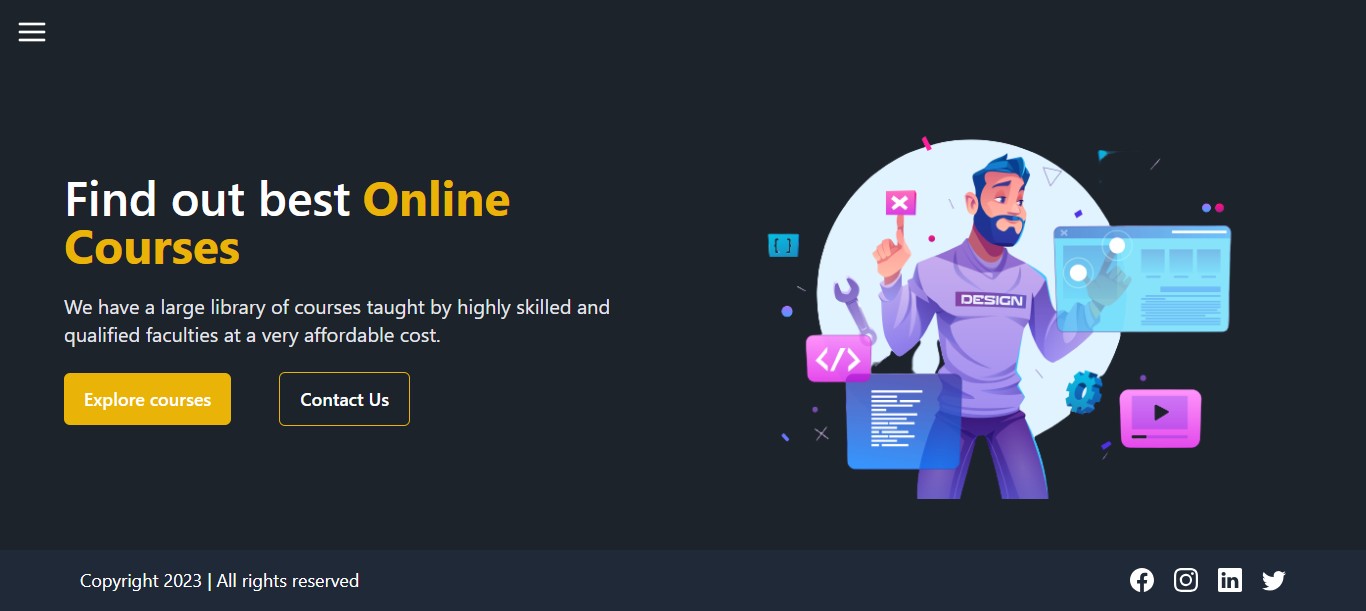 Find out best Online
Courses
We have a large library of courses taught by highly skilled and
qualified faculties at a very affordable cost.
Explore courses
Contact Us
DESIGN
{ }
</>
Copyright 2023 | All rights reserved